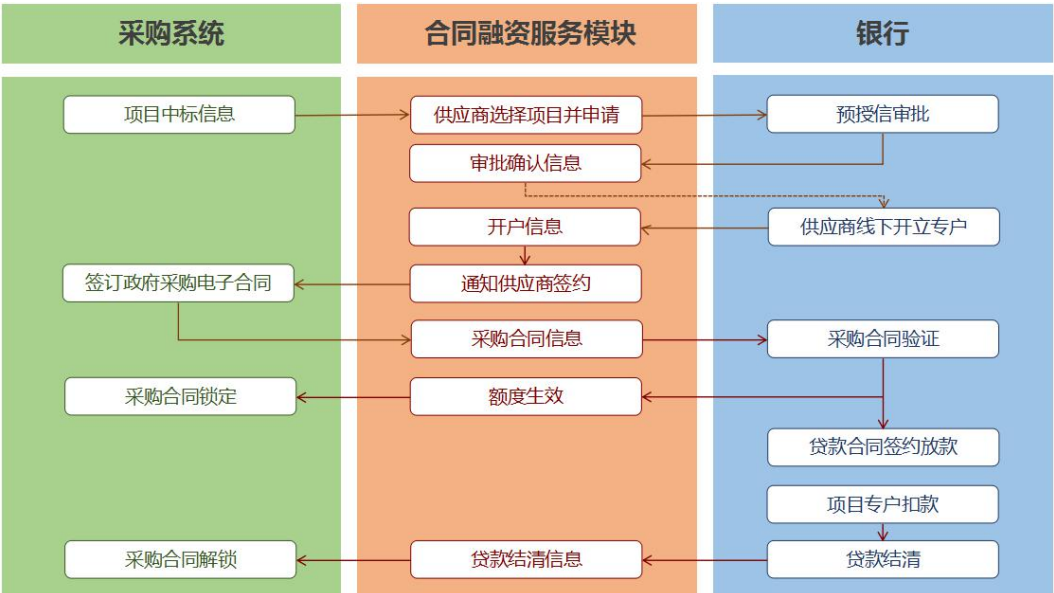 采购系统
合同融资服务模块
银行
项目中标信息
供应商选择项目并申请
预授信审批
审批确认信息
开户信息
供应商线下开立专户
签订政府采购电子合同
通知供应商签约
采购合同信息
采购合同验证
采购合同锁定
额度生效
贷款合同签约放款
项目专户扣款
采购合同解锁
贷款结清信息
贷款结清